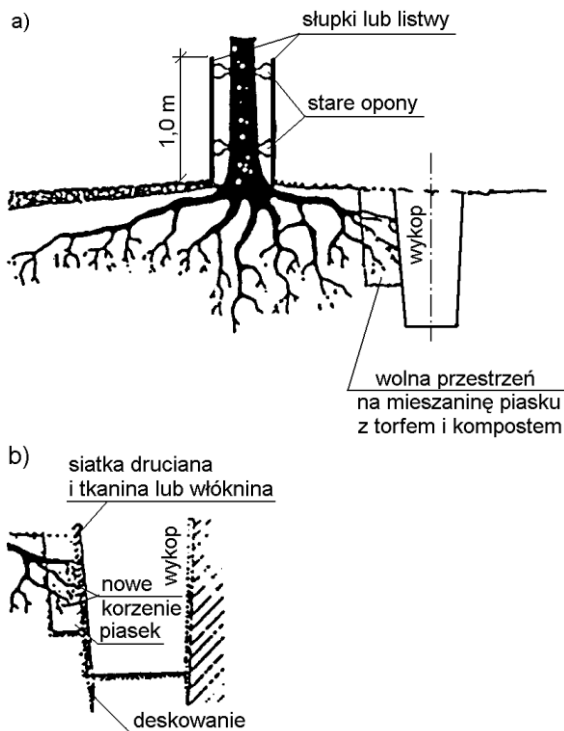 a)
słupki lub listwy
stare opony
1,0 m
wykop
wolna przestrzeń
na mieszaninę piasku
z torfem i kompostem
b)
siatka druciana
i tkanina lub włóknina
wykop
nowe
korzenie
piasek
deskowanie